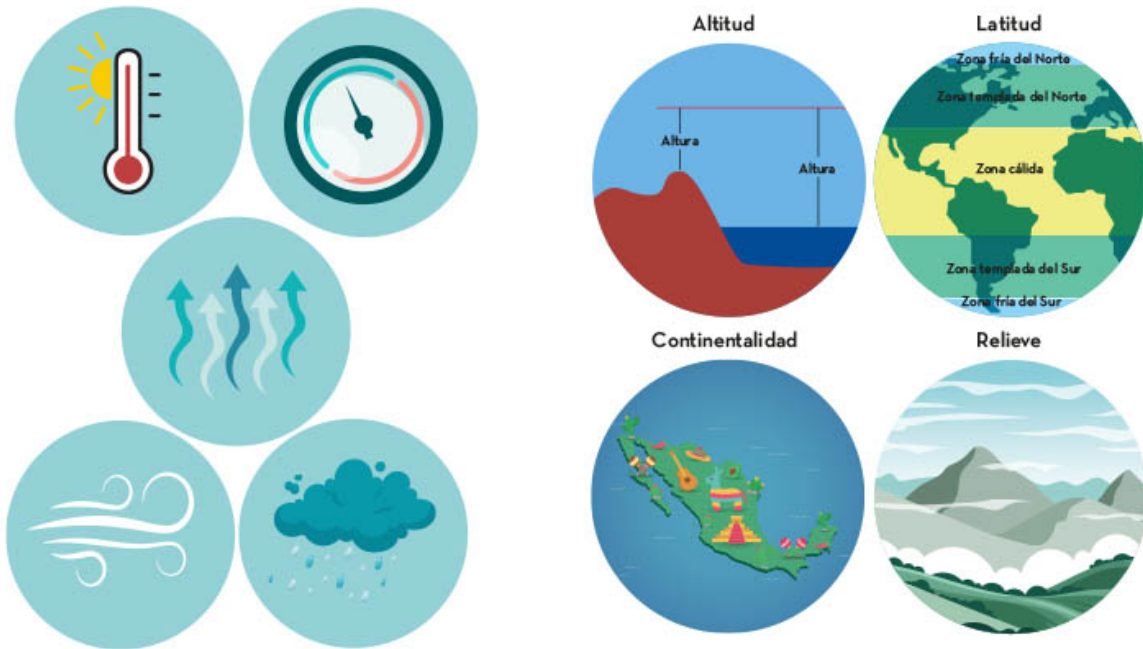 Altitud
Altura
Altura
Latitud
Zona fría del Norte
Zona templada del Norte
Zona cálida
Zona templada del Sur
Zona fría del Sur
Continentalidad
Relieve